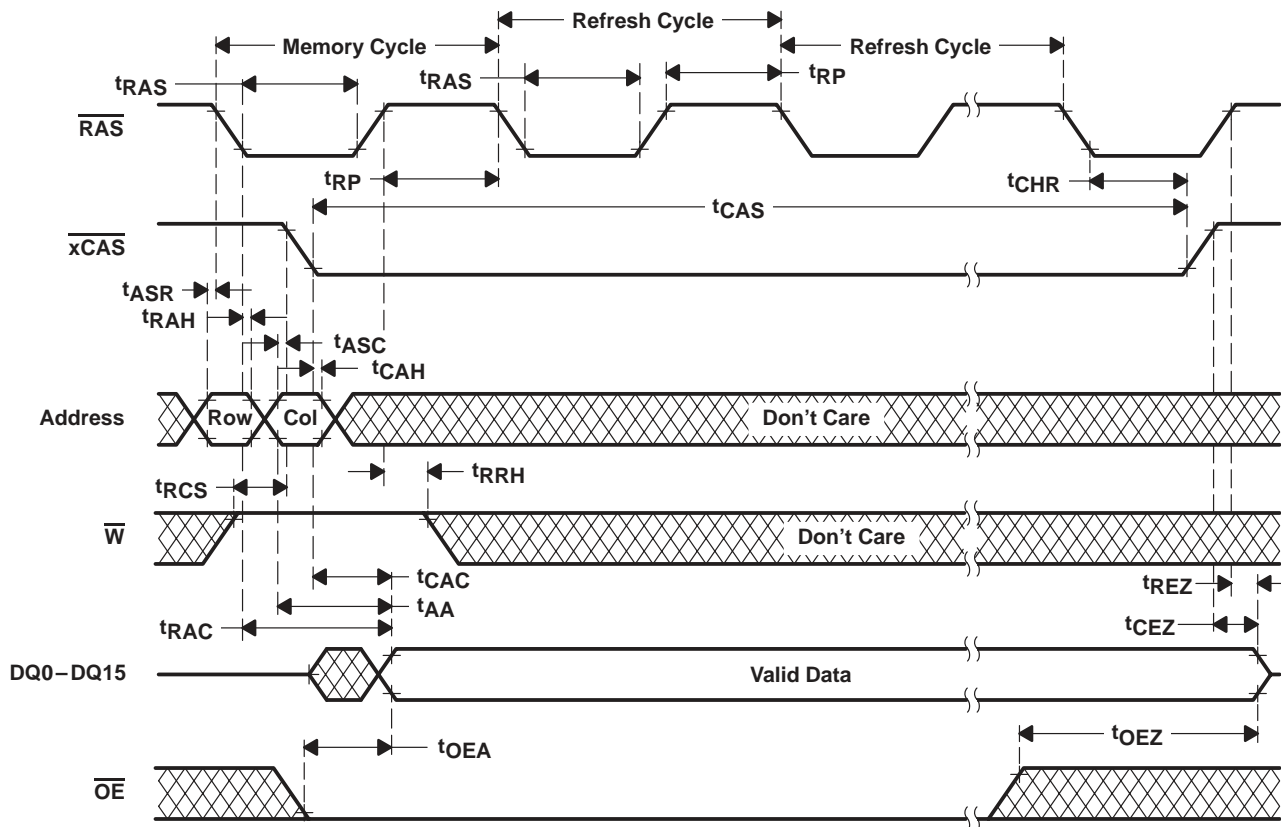 Refresh Cycle
Memory Cycle
Refresh Cycle
tRAS
tRAS
tRP
RAS
tRP
tCHR
tCAS
xCAS
tASR
tRAH
tASC
tCAH
Address
Row
Col
Don't Care
tRRH
tRCS
W
Don't Care
tCAC
tREZ
tAA
tRAC
tCEZ
DQ0–DQ15
Valid Data
tOEA
tOEZ
OE